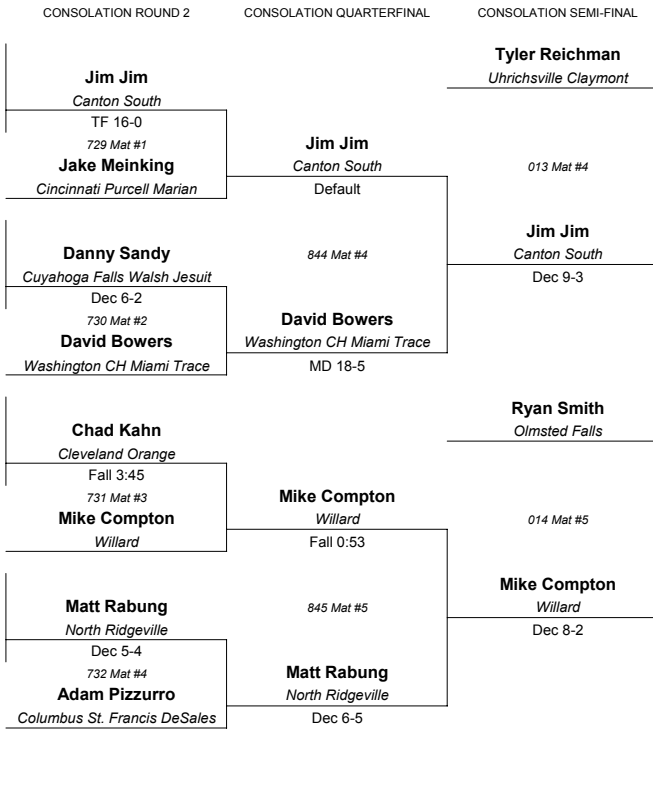 CONSOLATION ROUND 2 CONSOLATION QUARTERFINAL CONSOLATION SEMI-FINAL
Tyler Reichman
Uhrichsville Claymont
Jim Jim
Canton South
TF 16-0
729 Mat #1
Jake Meinking
Cincinnati Purcell Marian
Jim Jim
Canton South
Default
013 Mat #4
Jim Jim
Canton South
Dec 9-3
Danny Sandy
Cuyahoga Falls Walsh Jesuit
Dec 6-2
730 Mat #2
David Bowers
Washington CH Miami Trace
844 Mat #4
David Bowers
Washington CH Miami Trace
MD 18-5
Ryan Smith
Olmsted Falls
Chad Kahn
Cleveland Orange
Fall 3:45
731 Mat #3
Mike Compton
Willard
Mike Compton
Willard
Fall 0:53
014 Mat #5
Mike Compton
Willard
Dec 8-2
Matt Rabung
North Ridgeville
Dec 5-4
732 Mat #4
Adam Pizzurro
Columbus St. Francis DeSales
845 Mat #5
Matt Rabung
North Ridgeville
Dec 6-5